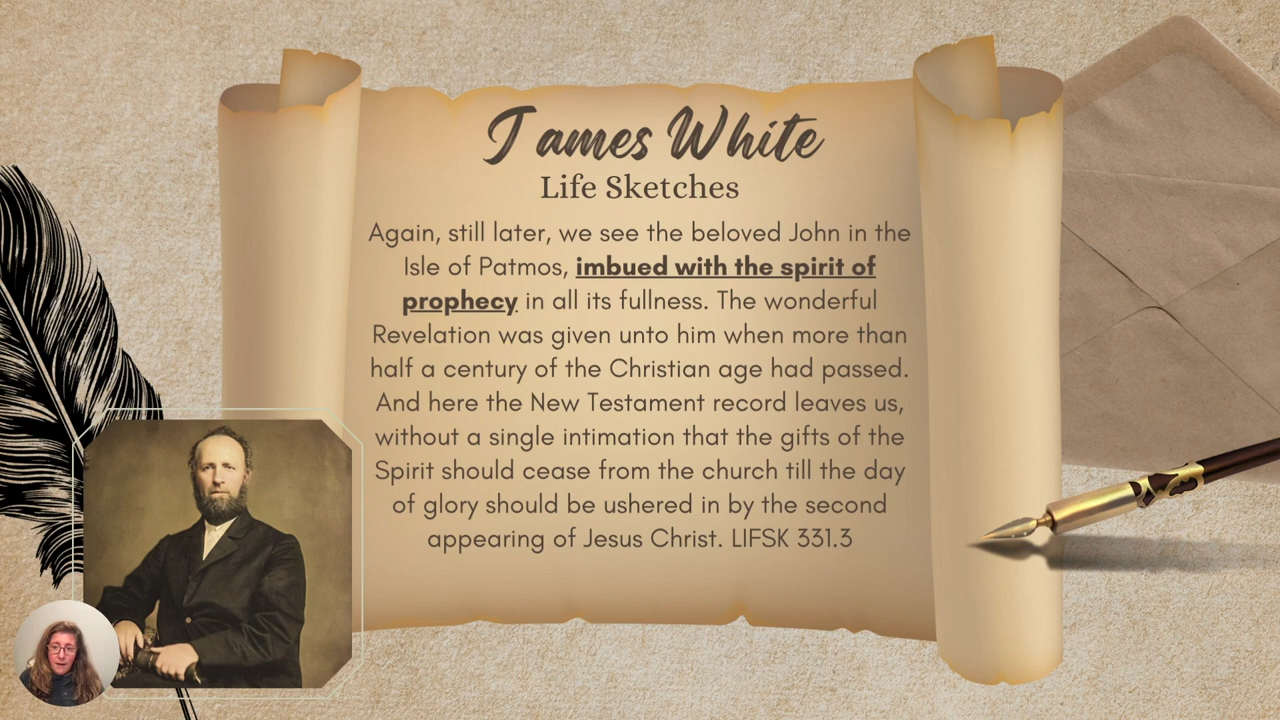 James White
Life Sketches
Again, still later, we see the beloved John in the
Isle of Patmos, imbued with the spirit of
prophecy in all its fullness. The wonderful
Revelation was given unto him when more than
half a century of the Christian age had passed.
And here the New Testament record leaves us,
without a single intimation that the gifts of the
Spirit should cease from the church till the day
of glory should be ushered in by the second
appearing of Jesus Christ. LIFSK 331.3